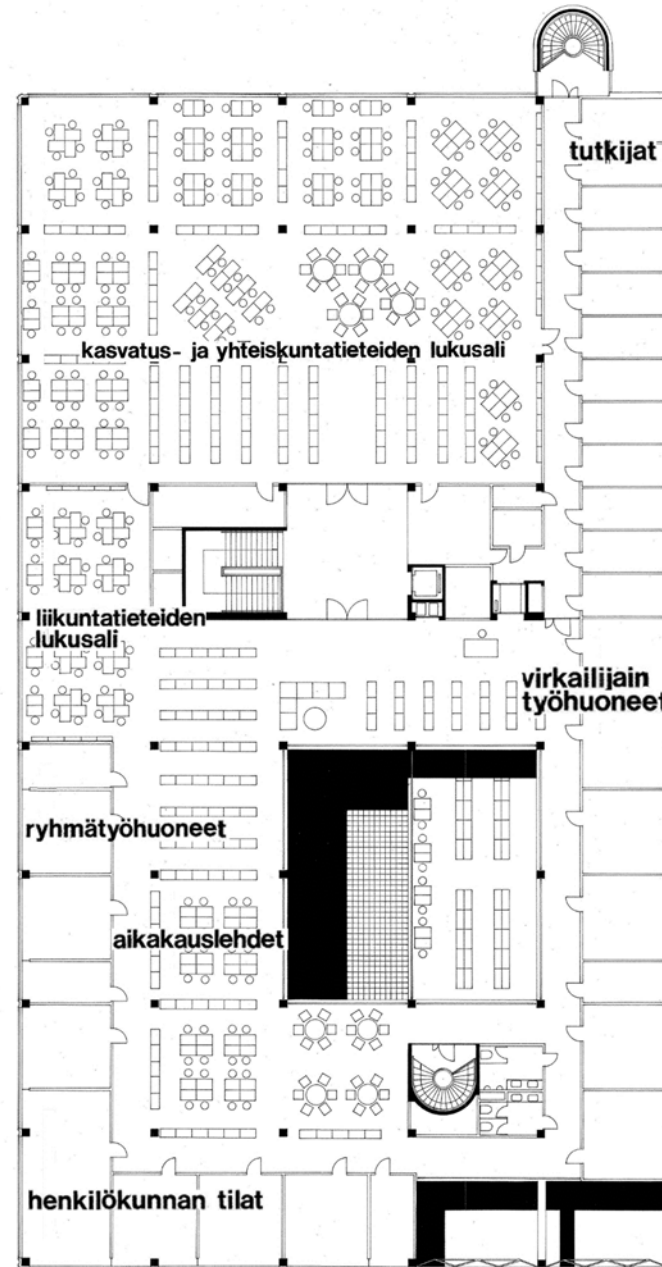 tutkijat
kasvatus- ja yhteiskuntatieteiden lukusali
liikuntatieteiden
lukusali
virkailijain
työhuoneet
ryhmätyöhuoneet
aikakauslehdet
henkilökunnan tilat